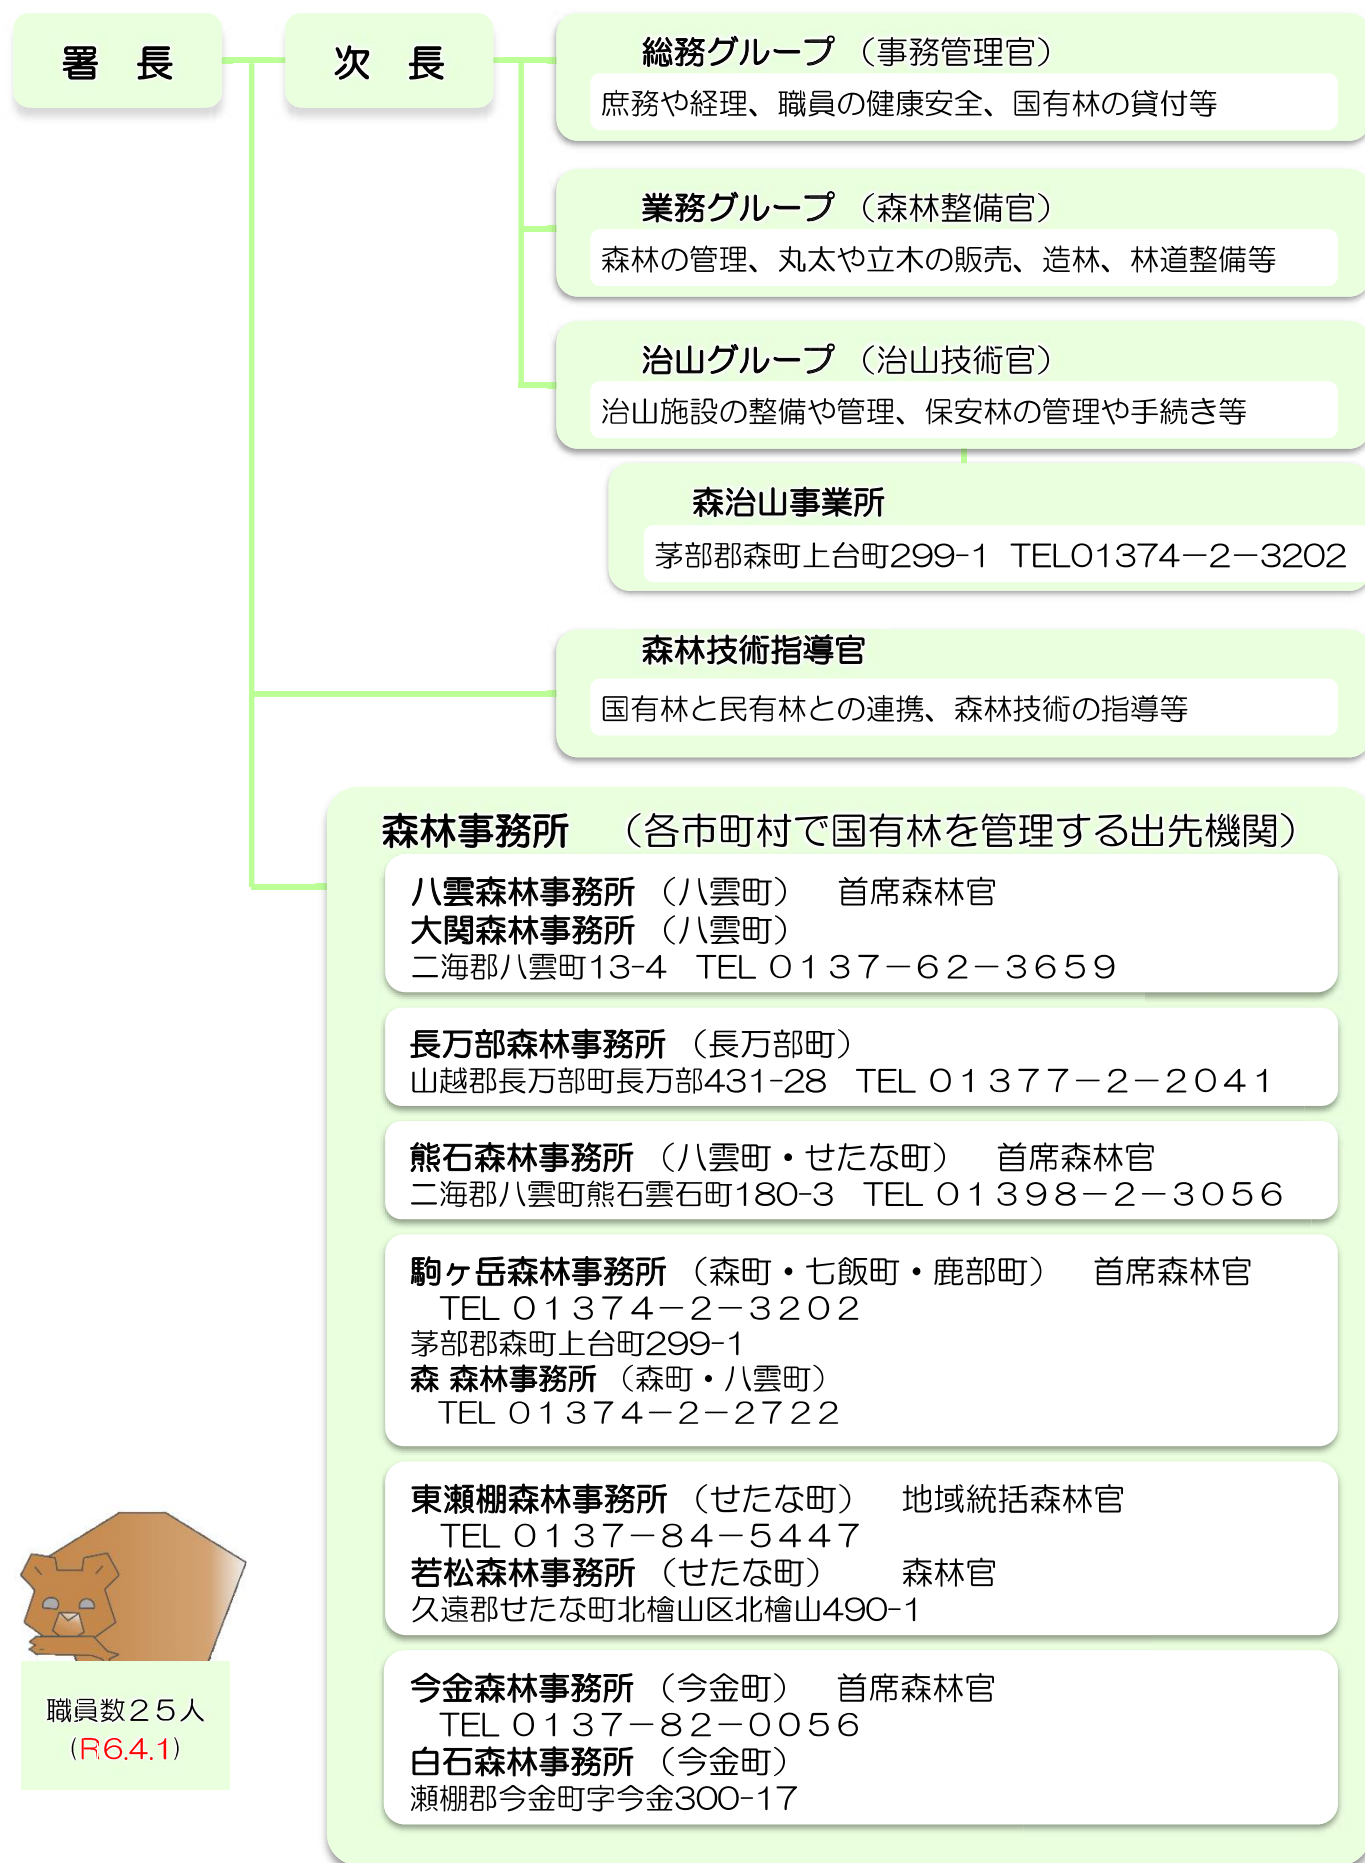 署　長
次　長
総務グループ（事務管理官）
庶務や経理、職員の健康安全、国有林の貸付等
業務グループ（森林整備官）
森林の管理、丸太や立木の販売、造林、林道整備等
治山グループ（治山技術官）
治山施設の整備や管理、保安林の管理や手続き等
森治山事業所
茅部郡森町上台町299-1 TEL01374－2－3202
森林技術指導官
国有林と民有林との連携、森林技術の指導等
森林事務所　（各市町村で国有林を管理する出先機関）
八雲森林事務所（八雲町）　首席森林官
大関森林事務所（八雲町）
二海郡八雲町13-4　TEL ０１３７－６２－３６５９
長万部森林事務所（長万部町）
山越郡長万部町長万部431-28　TEL ０１３７７－２－２０４１
熊石森林事務所（八雲町・せたな町）　首席森林官
二海郡八雲町熊石雲石町180-3　TEL ０１３９８－２－３０５６
駒ヶ岳森林事務所（森町・七飯町・鹿部町）　首席森林官
TEL ０１３７４－２－３２０２
茅部郡森町上台町299-1
森 森林事務所（森町・八雲町）
TEL ０１３７４－２－２７２２
東瀬棚森林事務所（せたな町）　地域統括森林官
TEL ０１３７－８４－５４４７
若松森林事務所（せたな町）　　森林官
久遠郡せたな町北檜山区北檜山490-1
今金森林事務所（今金町）　首席森林官
TEL ０１３７－８２－００５６
白石森林事務所（今金町）
瀬棚郡今金町字今金300-17
職員数２５人
(R6.4.1)